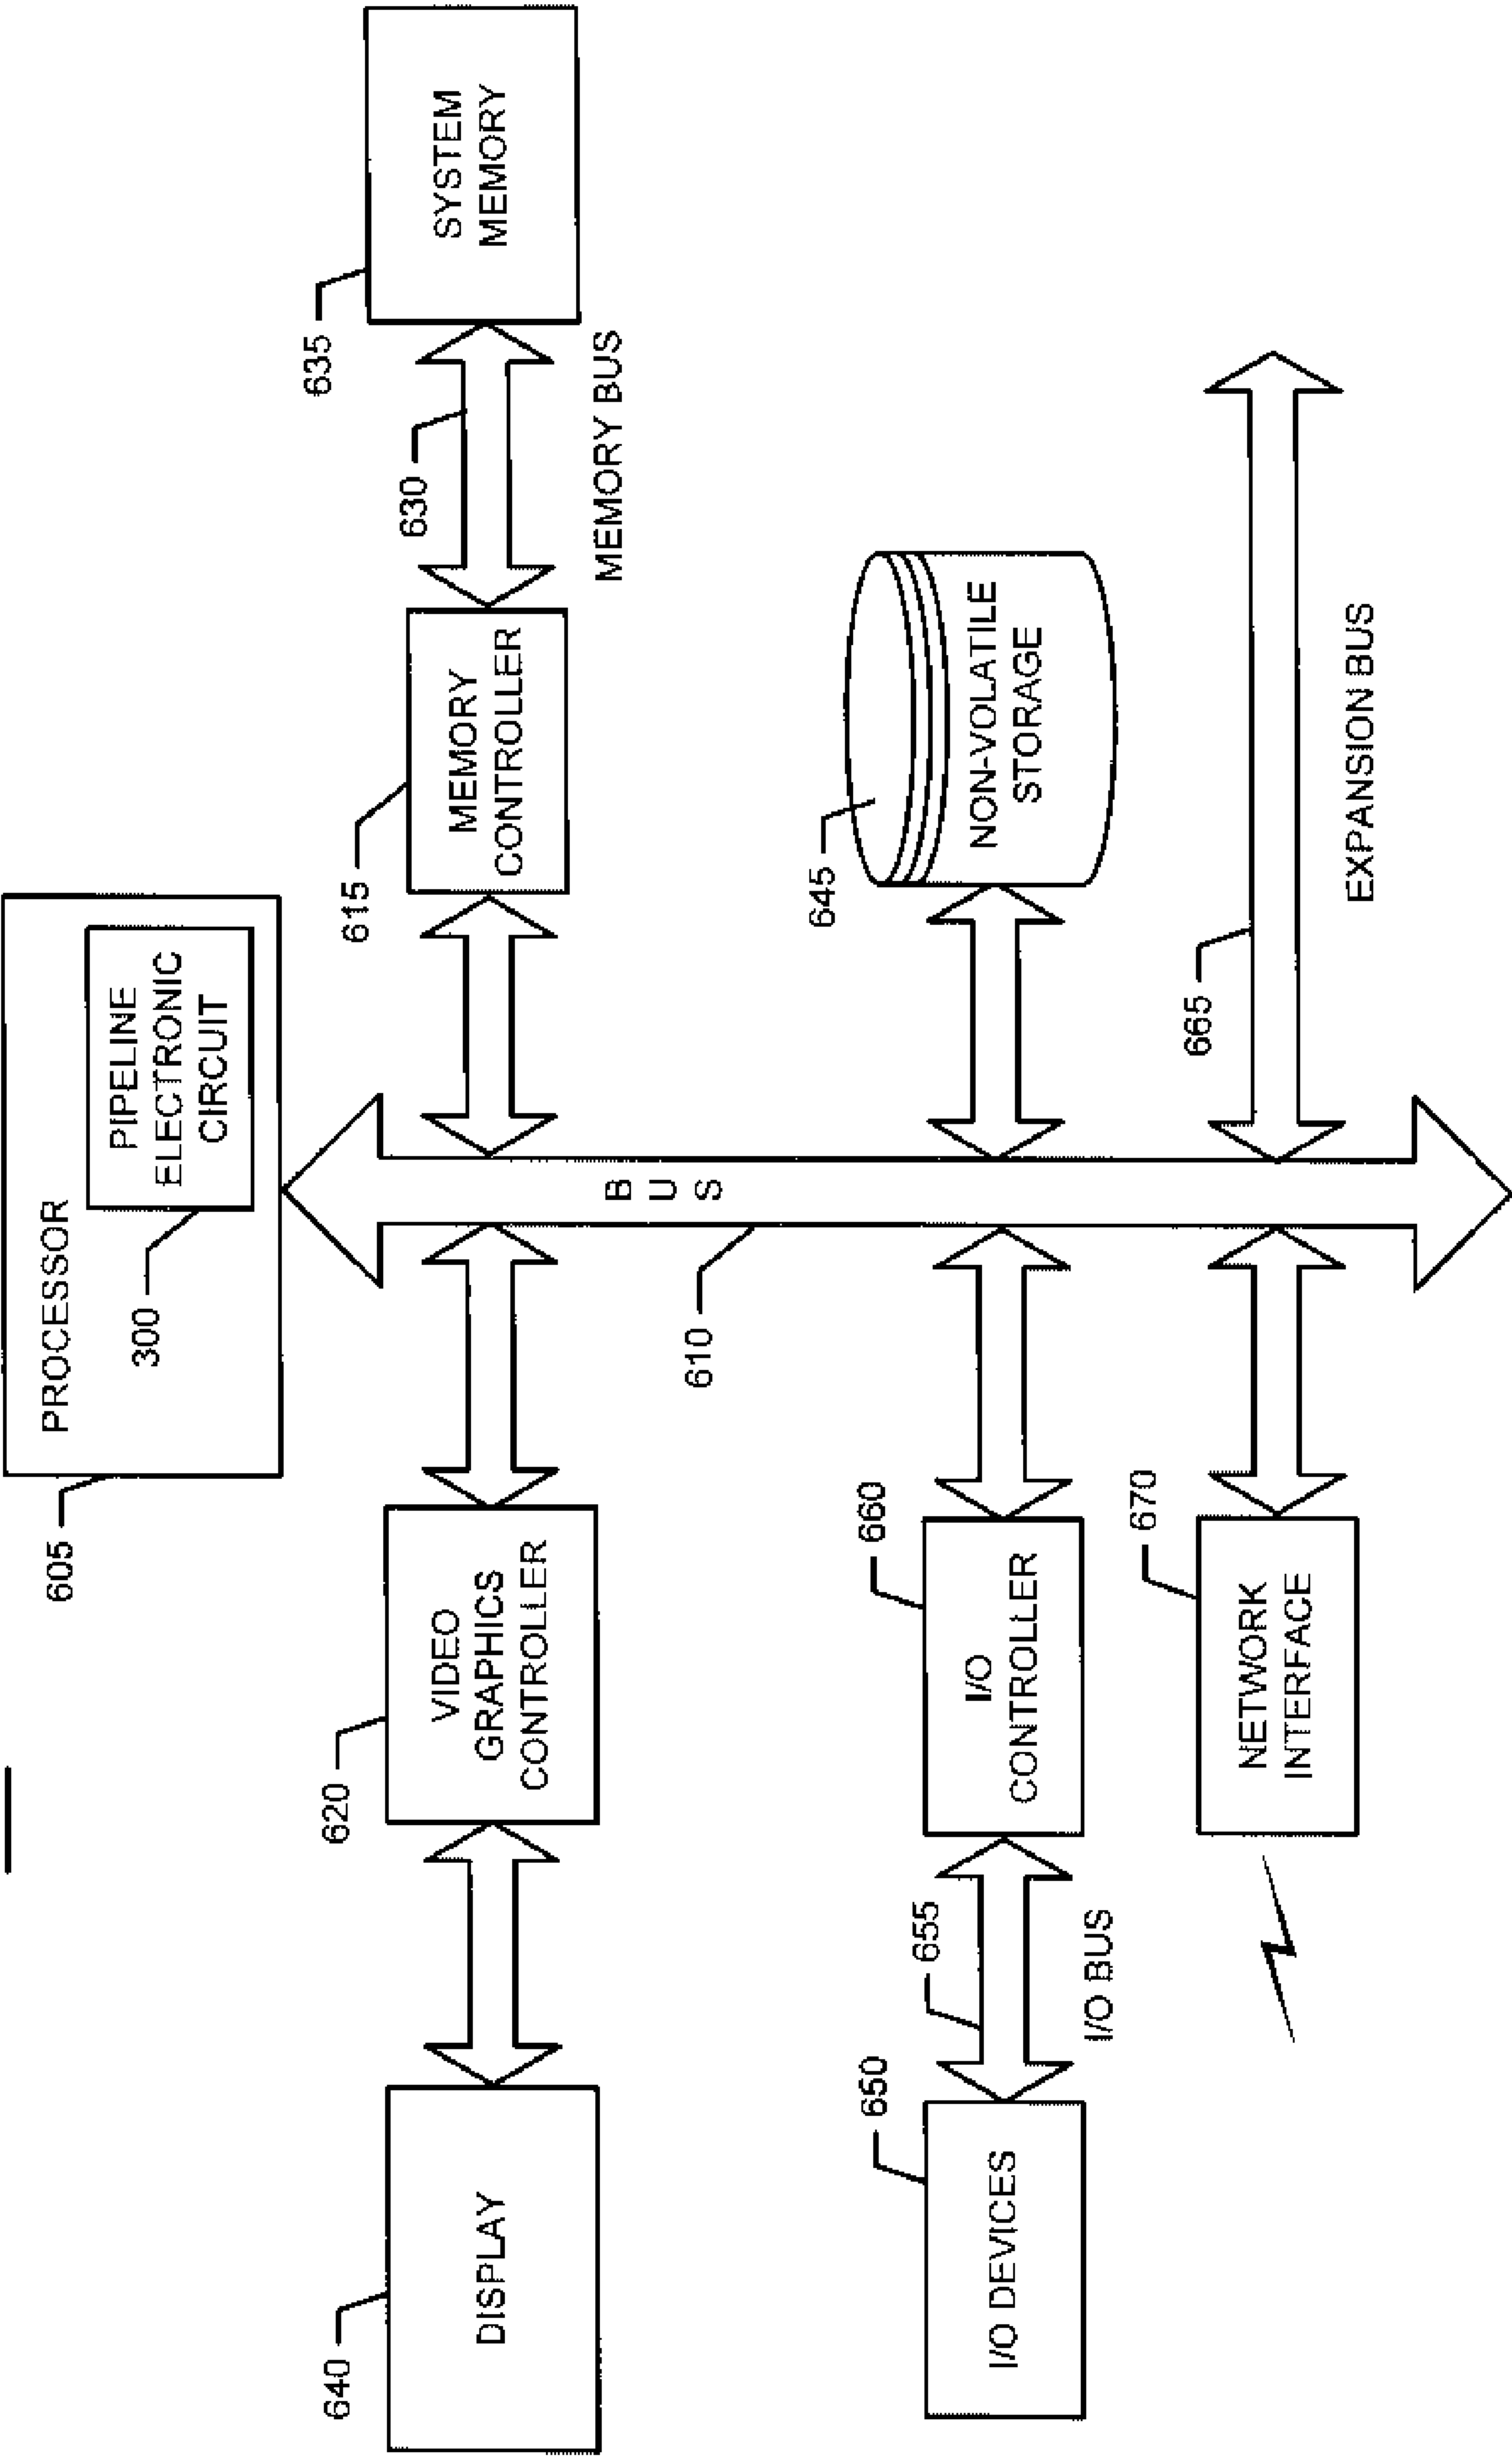 605
PROCESSOR
300
PIPELINE
ELECTRONIC
CIRCUIT
640
DISPLAY
620
VIDEO
GRAPHICS
CONTROLLER
615
MEMORY
CONTROLLER
630
MEMORY BUS
635
SYSTEM
MEMORY
B
U
S
610
645
NON-VOLATILE
STORAGE
650
I/O DEVICES
655
I/O BUS
660
I/O
CONTROLLER
670
NETWORK
INTERFACE
665
EXPANSION BUS